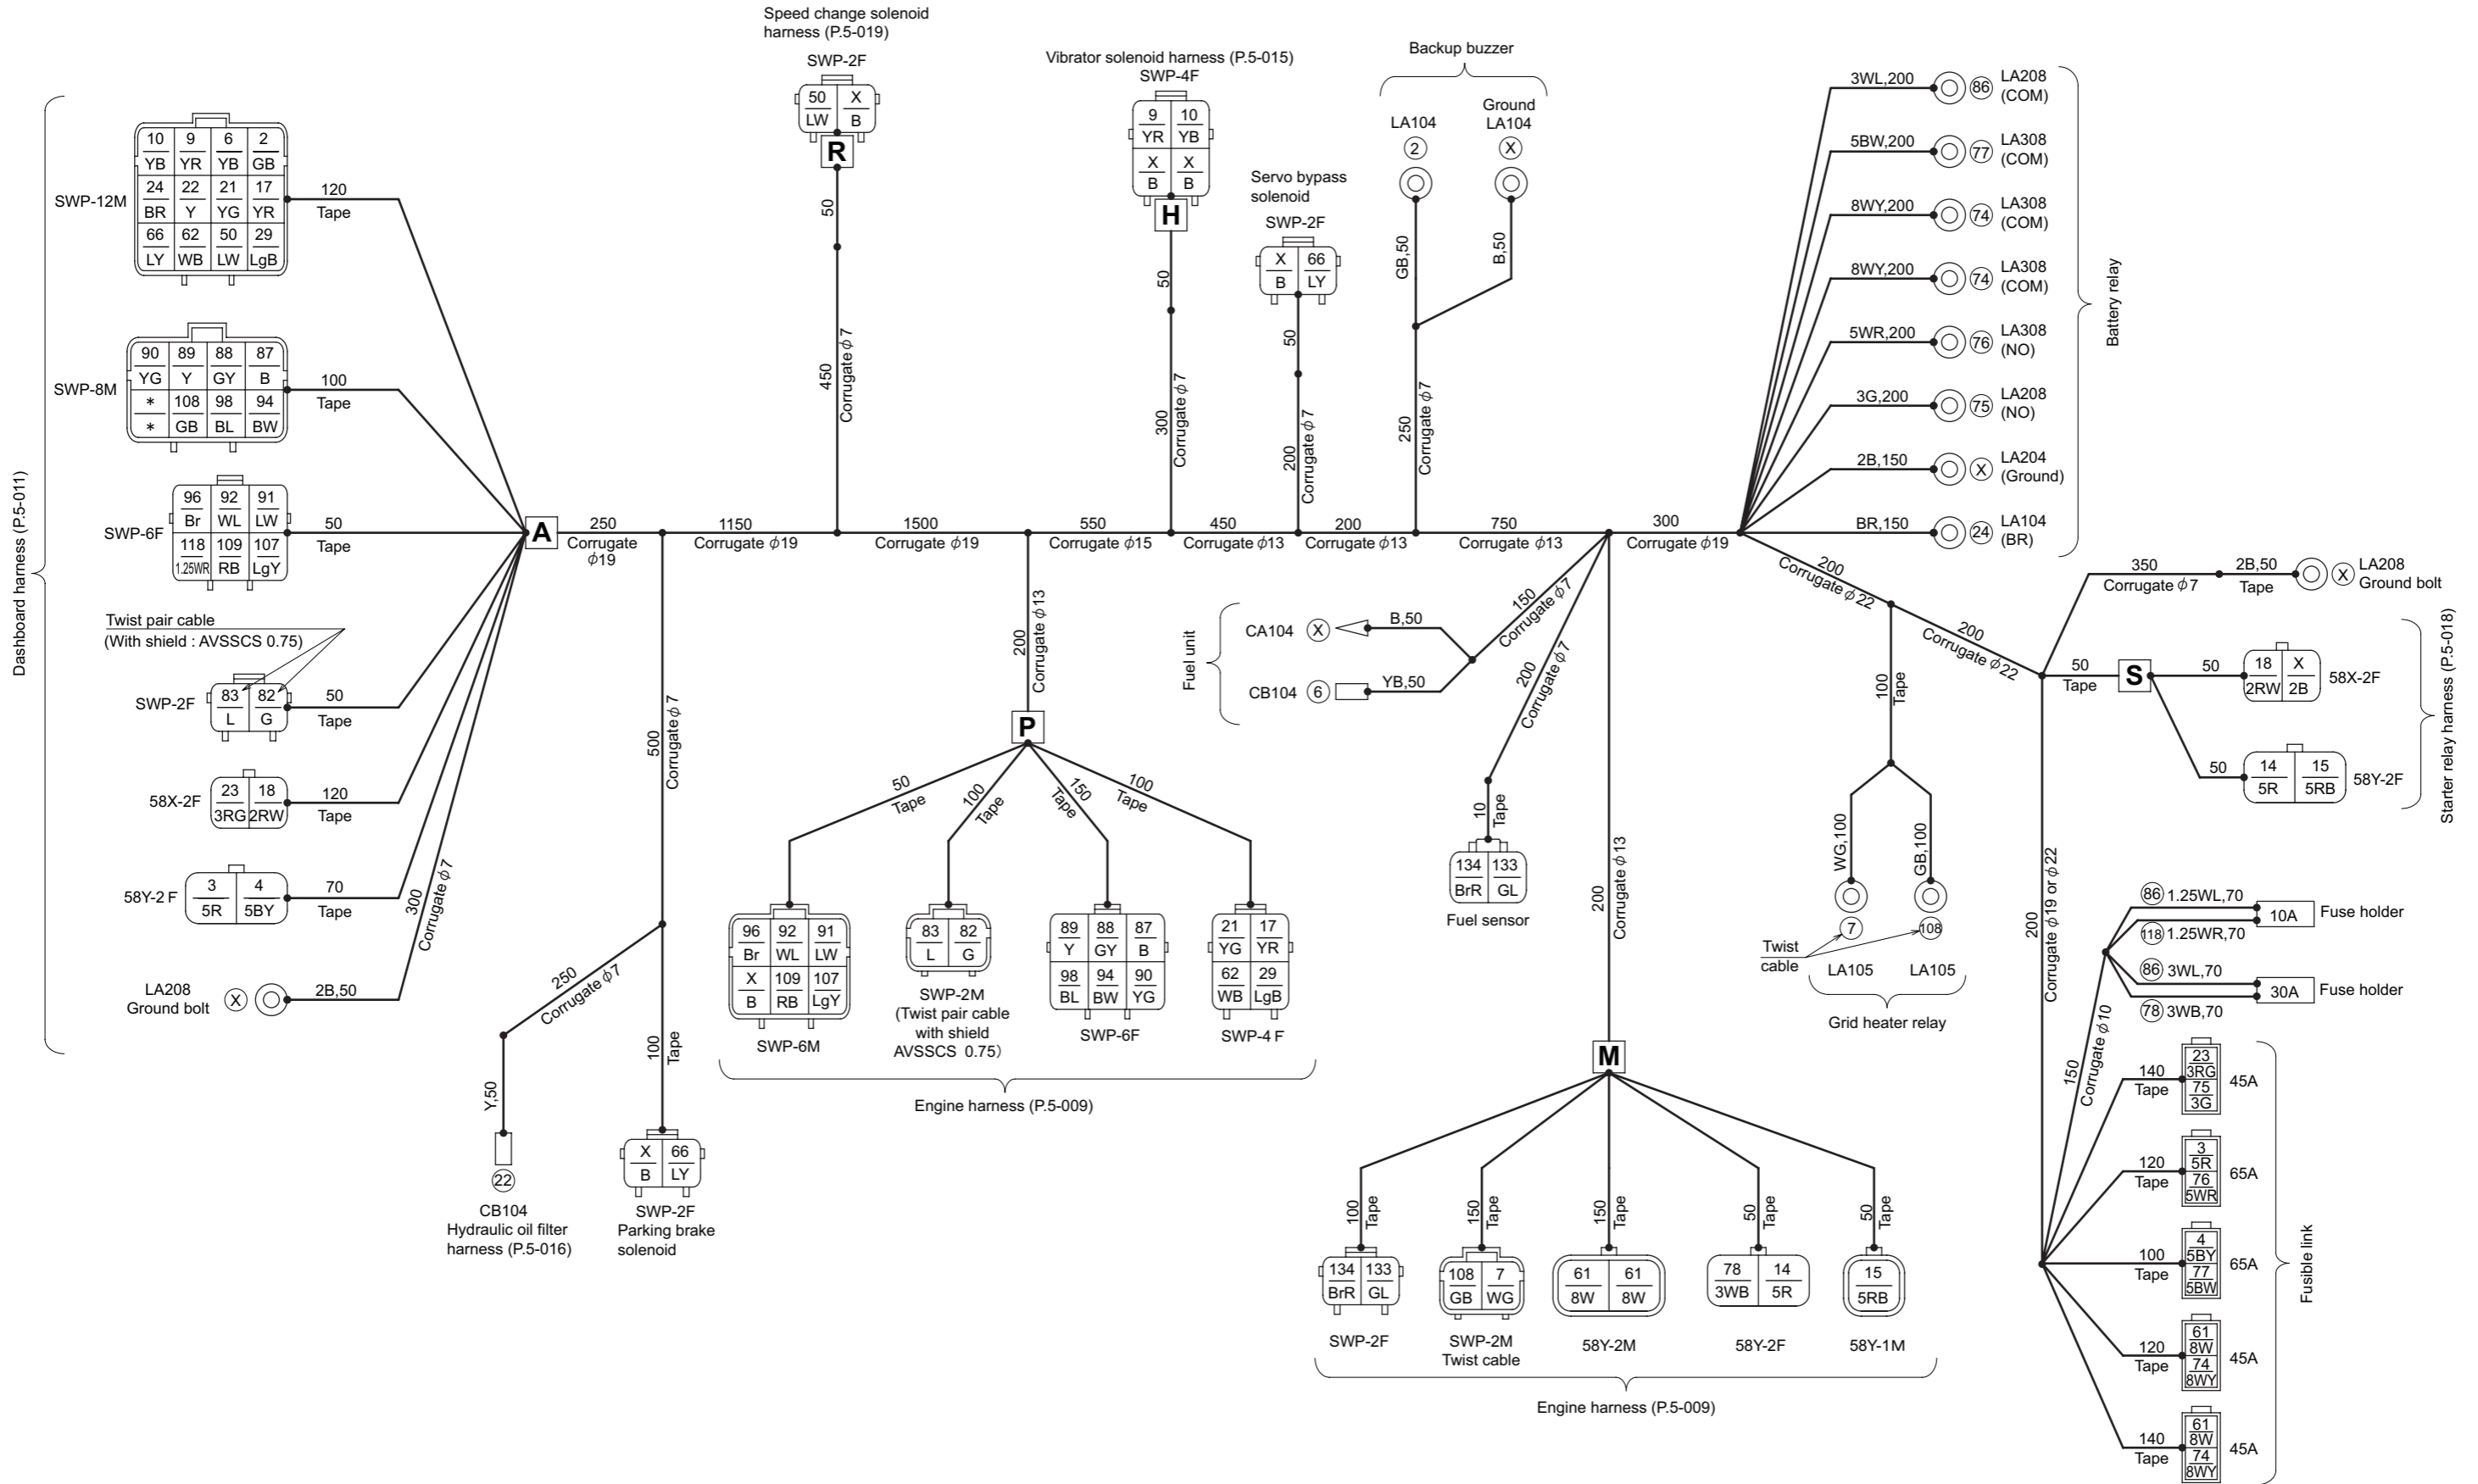 Speed change solenoid
harness (P.5-019)
SWP-2F
50 X
LW B
R
50
450
Corrugate φ7
Vibrator solenoid harness (P.5-015)
SWP-4F
9 10
YR YB
X X
B B
H
50
300
Corrugate φ7
Servo bypass
solenoid
SWP-2F
X 66
B LY
50
200
Corrugate φ7
Backup buzzer
Ground
LA104 LA104
2 X
GB,50
B,50
250
Corrugate φ7
Dashboard harness (P.5-011)
SWP-12M
10 9 6 2
YB YR YB GB
24 22 21 17
BR Y YG YR
66 62 50 29
LY WB LW LgB
120
Tape
SWP-8M
90 89 88 87
YG Y GY B
* 108 98 94
* GB BL BW
100
Tape
SWP-6F
96 92 91
Br WL LW
118 109 107
1.25WR RB LgY
50
Tape
Twist pair cable
(With shield : AVSSCS 0.75)
SWP-2F
83 82
L G
50
Tape
58X-2F
23 18
3RG 2RW
120
Tape
58Y-2 F
3 4
5R 5BY
70
Tape
LA208
Ground bolt
X
2B,50
300
Corrugate φ7
A
250
Corrugate
φ19
1150
Corrugate φ19
1500
Corrugate φ19
550
Corrugate φ15
450
Corrugate φ13
200
Corrugate φ13
750
Corrugate φ13
300
Corrugate φ19
500
Corrugate φ7
250
Corrugate φ7
Y,50
22
CB104
Hydraulic oil filter
harness (P.5-016)
100
Tape
X 66
B LY
SWP-2F
Parking brake
solenoid
200
Corrugate φ13
P
50
Tape
100
Tape
150
Tape
100
Tape
96 92 91
Br WL LW
X 109 107
B RB LgY
SWP-6M
83 82
L G
SWP-2M
(Twist pair cable
with shield
AVSSCS 0.75)
89 88 87
Y GY B
98 94 90
BL BW YG
SWP-6F
21 17
YG YR
62 29
WB LgB
SWP-4 F
Engine harness (P.5-009)
Fuel unit
CA104 X
B,50
CB104 6
YB,50
150
Corrugate φ7
200
Corrugate φ7
10
Tape
134 133
BrR GL
Fuel sensor
200
Corrugate φ13
M
100
Tape
150
Tape
150
Tape
50
Tape
50
Tape
134 133
BrR GL
SWP-2F
108 7
GB WG
SWP-2M
Twist cable
61 61
8W 8W
58Y-2M
78 14
3WB 5R
58Y-2F
15
5RB
58Y-1M
Engine harness (P.5-009)
3WL,200 86 LA208
(COM)
5BW,200 77 LA308
(COM)
8WY,200 74 LA308
(COM)
8WY,200 74 LA308
(COM)
5WR,200 76 LA308
(NO)
3G,200 75 LA208
(NO)
2B,150 X LA204
(Ground)
BR,150 24 LA104
(BR)
Battery relay
200
Corrugate φ22
200
Corrugate φ22
100
Tape
WG,100
GB,100
7 108
Twist
cable
LA105 LA105
Grid heater relay
350
Corrugate φ7
2B,50
Tape
X LA208
Ground bolt
50
Tape
S
50
18 X
2RW 2B
58X-2F
50
14 15
5R 5RB
58Y-2F
Starter relay harness (P.5-018)
200
Corrugate φ19 or φ22
150
Corrugate φ10
86 1.25WL,70
10A Fuse holder
118 1.25WR,70
86 3WL,70
30A Fuse holder
78 3WB,70
140
Tape
23
3RG
75
3G
45A
120
Tape
3
5R
76
5WR
65A
100
Tape
4
5BY
77
5BW
65A
120
Tape
61
8W
74
8WY
45A
140
Tape
61
8W
74
8WY
45A
Fusible link